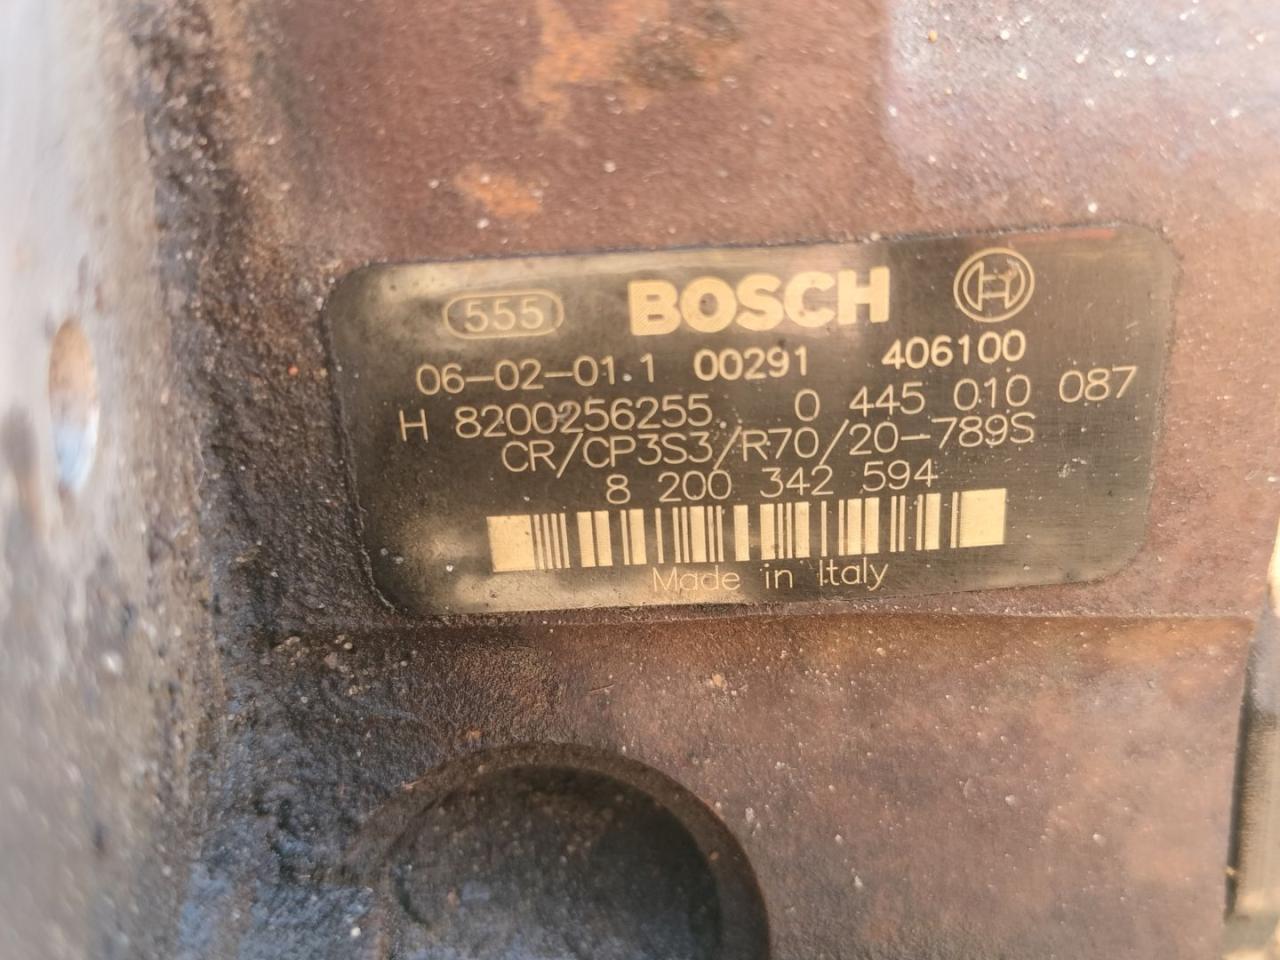 555 BOSCH
06-02-01.1 00291 406100
H 8200256255 0 445 010 087
CR/CP3S3/R70/20-789S
8 200 342 594
Made in Italy